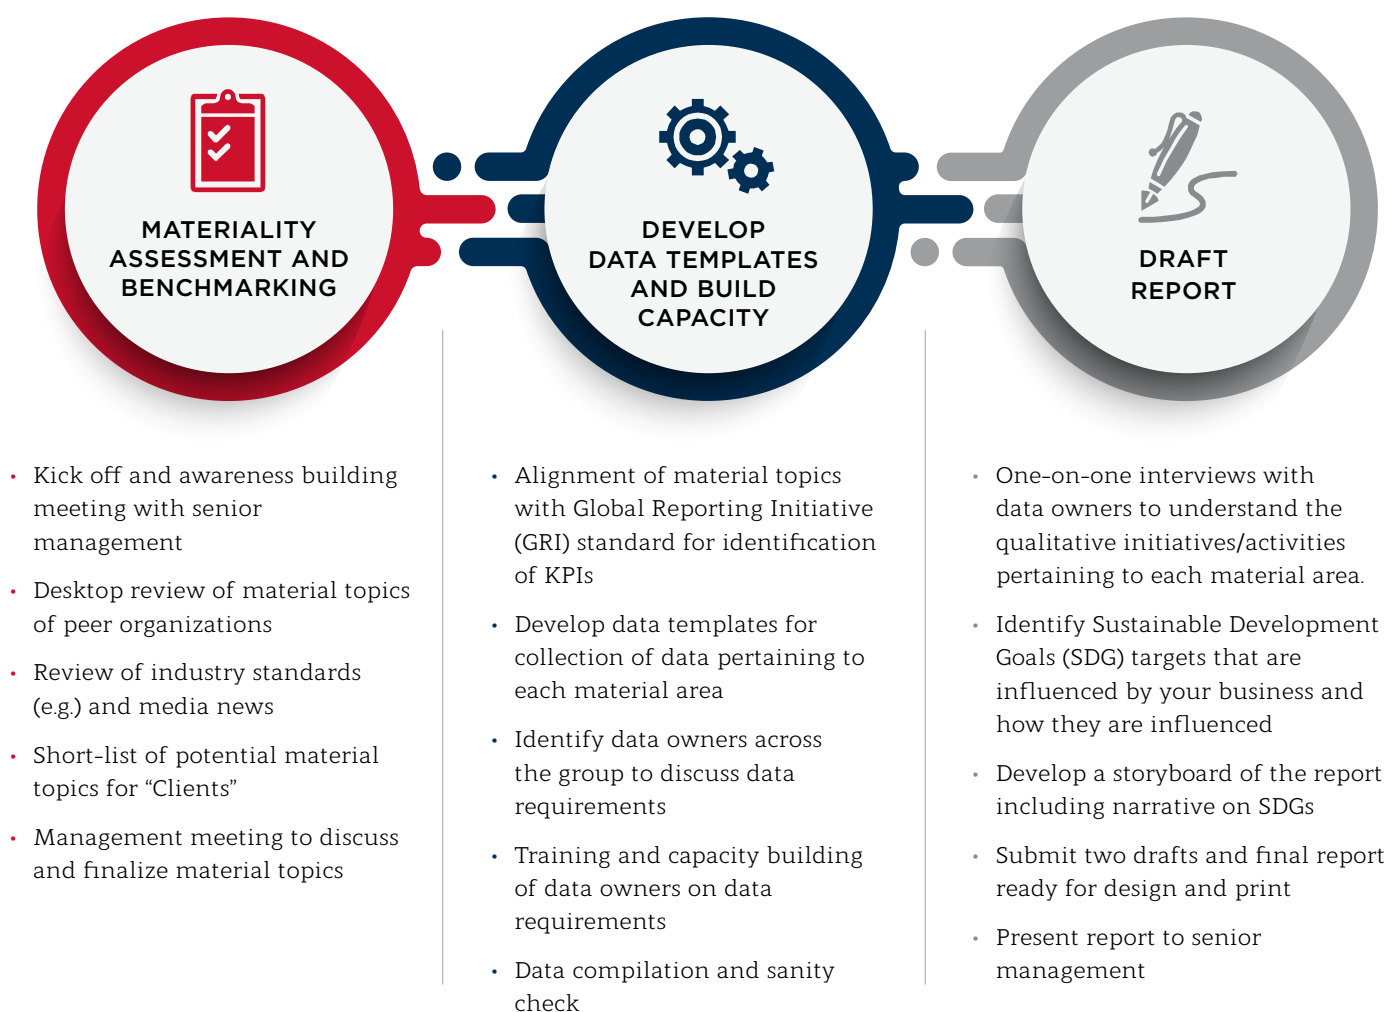 MATERIALITY
ASSESSMENT AND
BENCHMARKING
DEVELOP
DATA TEMPLATES
AND BUILD
CAPACITY
DRAFT
REPORT
• Kick off and awareness building
meeting with senior
management
• Desktop review of material topics
of peer organizations
• Review of industry standards
(e.g.) and media news
• Short-list of potential material
topics for “Clients”
• Management meeting to discuss
and finalize material topics
• Alignment of material topics
with Global Reporting Initiative
(GRI) standard for identification
of KPIs
• Develop data templates for
collection of data pertaining to
each material area
• Identify data owners across
the group to discuss data
requirements
• Training and capacity building
of data owners on data
requirements
• Data compilation and sanity
check
• One-on-one interviews with
data owners to understand the
qualitative initiatives/activities
pertaining to each material area.
• Identify Sustainable Development
Goals (SDG) targets that are
influenced by your business and
how they are influenced
• Develop a storyboard of the report
including narrative on SDGs
• Submit two drafts and final report
ready for design and print
• Present report to senior
management